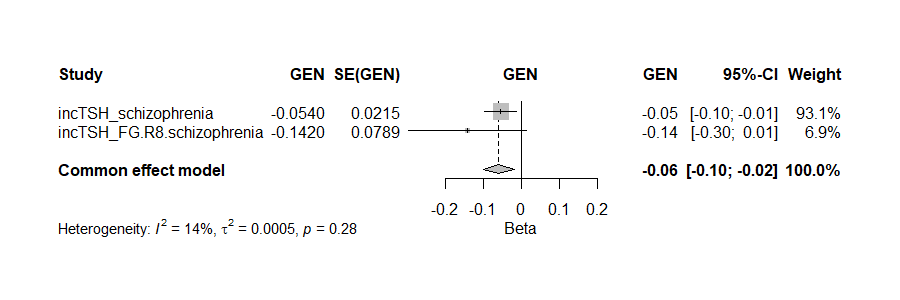 Study GEN SE(GEN) GEN GEN 95%-CI Weight
incTSH_schizophrenia -0.0540 0.0215 -0.05 [-0.10; -0.01] 93.1%
incTSH_FG.R8.schizophrenia -0.1420 0.0789 -0.14 [-0.30; 0.01] 6.9%
Common effect model -0.06 [-0.10; -0.02] 100.0%
-0.2 -0.1 0 0.1 0.2
Heterogeneity: I² = 14%, τ² = 0.0005, p = 0.28 Beta